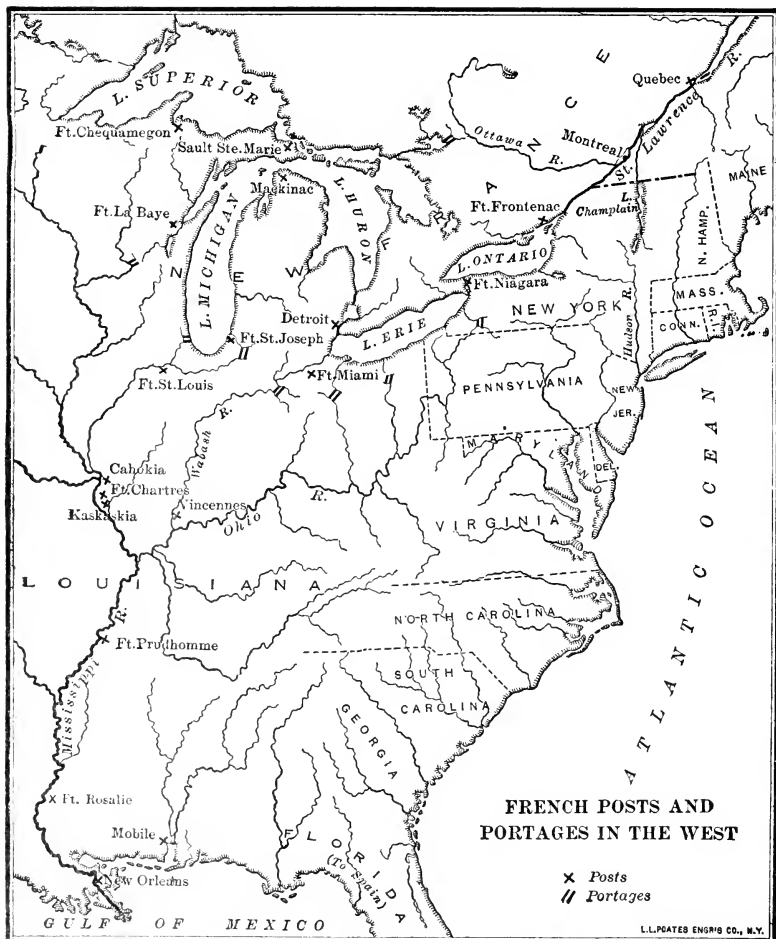 L. SUPERIOR
Ft.Chequamegon
Sault Ste.Marie
Mackinac
Ft.La Baye
L. MICHIGAN
L. HURON
NEW FRANCE
Ottawa R.
Montreal
Quebec
St. Lawrence R.
L. Champlain
Ft.Frontenac
L. ONTARIO
Ft.Niagara
MAINE
N. HAMP.
MASS.
CONN.
R.I.
NEW YORK
Hudson R.
Detroit
L. ERIE
Ft.St.Joseph
Ft.St.Louis
Ft.Miami
PENNSYLVANIA
NEW
JER.
MARYLAND
DEL.
Wabash R.
Cahokia
Ft.Chartres
Kaskaskia
Vincennes
Ohio R.
VIRGINIA
LOUISIANA
NORTH CAROLINA
Ft.Prudhomme
Mississippi R.
SOUTH
CAROLINA
GEORGIA
ATLANTIC OCEAN
Ft. Rosalie
Mobile
New Orleans
FLORIDA
(To Spain)
GULF OF MEXICO
FRENCH POSTS AND
PORTAGES IN THE WEST
× Posts
// Portages
L.L.POATES ENGR'G CO., N.Y.